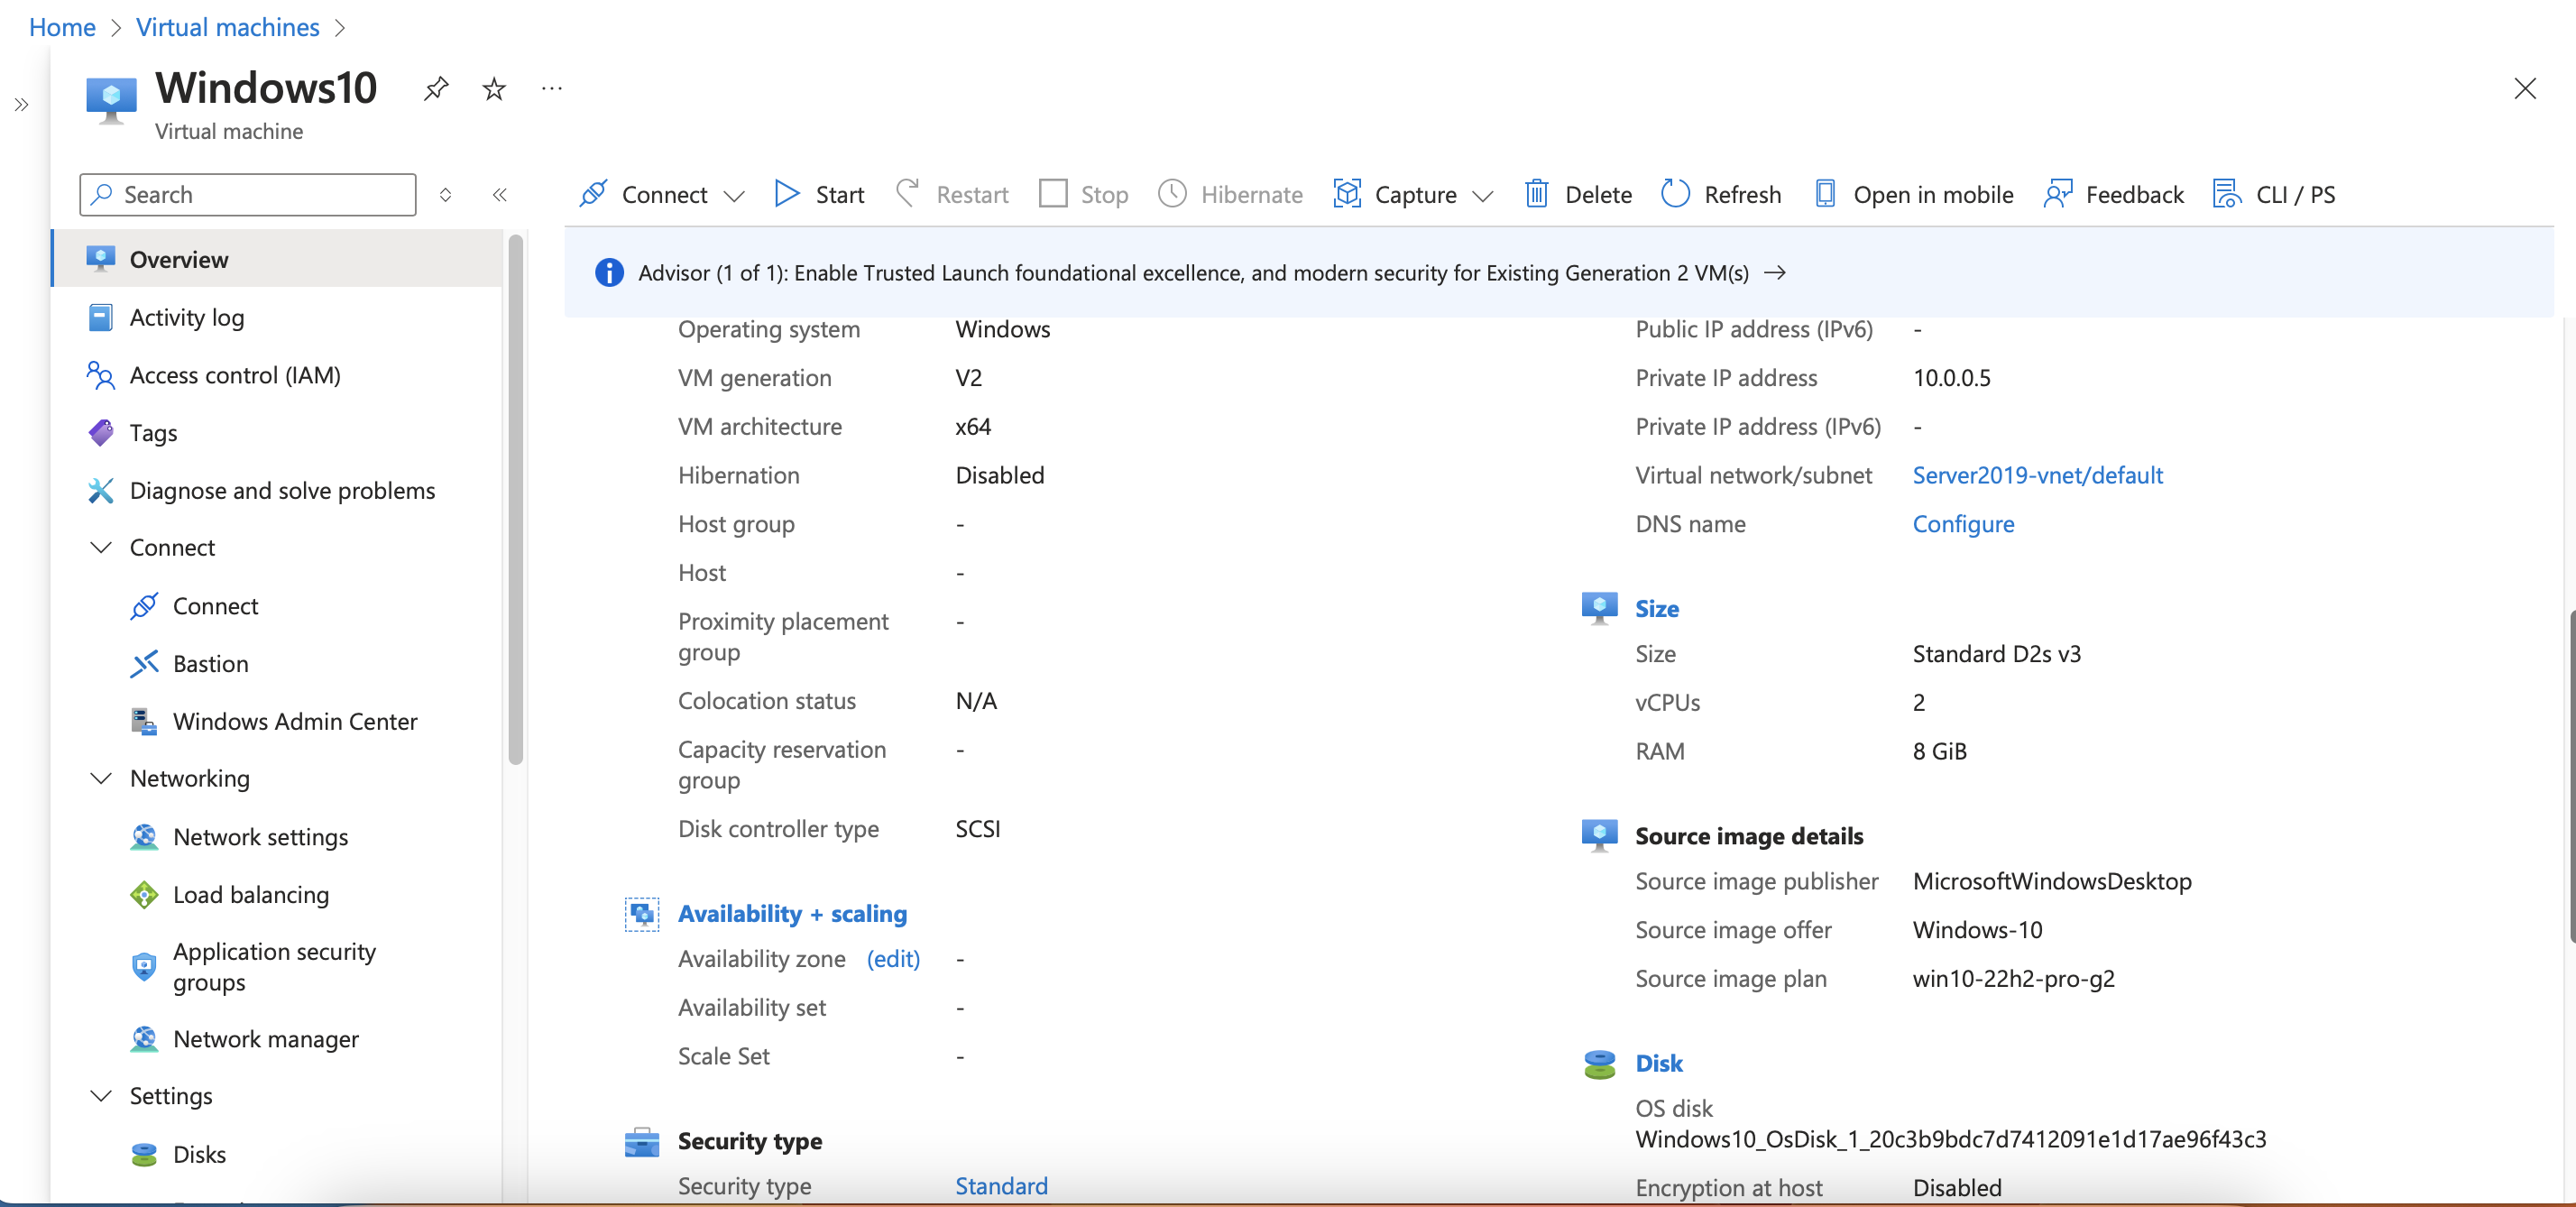 Home > Virtual machines >
Windows10
Virtual machine
Search
Connect
Start
Restart
Stop
Hibernate
Capture
Delete
Refresh
Open in mobile
Feedback
CLI / PS
Overview
Activity log
Access control (IAM)
Tags
Diagnose and solve problems
Connect
Connect
Bastion
Windows Admin Center
Networking
Network settings
Load balancing
Application security
groups
Network manager
Settings
Disks
Advisor (1 of 1): Enable Trusted Launch foundational excellence, and modern security for Existing Generation 2 VM(s) →
Operating system Windows
VM generation V2
VM architecture x64
Hibernation Disabled
Host group -
Host -
Proximity placement -
group
Colocation status N/A
Capacity reservation -
group
Disk controller type SCSI
Availability + scaling
Availability zone (edit) -
Availability set -
Scale Set -
Security type
Security type Standard
Public IP address (IPv6) -
Private IP address 10.0.0.5
Private IP address (IPv6) -
Virtual network/subnet Server2019-vnet/default
DNS name Configure
Size
Size Standard D2s v3
vCPUs 2
RAM 8 GiB
Source image details
Source image publisher MicrosoftWindowsDesktop
Source image offer Windows-10
Source image plan win10-22h2-pro-g2
Disk
OS disk
Windows10_OsDisk_1_20c3b9bdc7d7412091e1d17ae96f43c3
Encryption at host Disabled